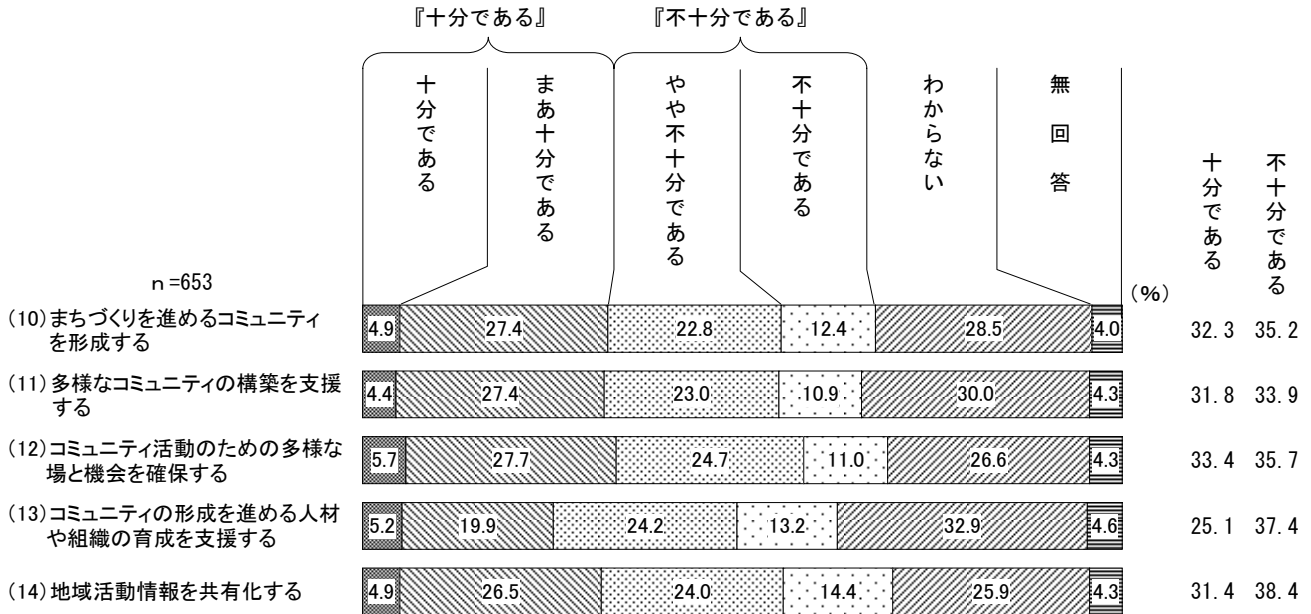 『十分である』
『不十分である』
十分である
まあ十分である
やや不十分である
不十分である
わからない
無回答
十分である
不十分である
ｎ=653
(%)
(10)まちづくりを進めるコミュニティ
を形成する
4.9 27.4 22.8 12.4 28.5 4.0 32.3 35.2
(11)多様なコミュニティの構築を支援
する
4.4 27.4 23.0 10.9 30.0 4.3 31.8 33.9
(12)コミュニティ活動のための多様な
場と機会を確保する
5.7 27.7 24.7 11.0 26.6 4.3 33.4 35.7
(13)コミュニティの形成を進める人材
や組織の育成を支援する
5.2 19.9 24.2 13.2 32.9 4.6 25.1 37.4
(14)地域活動情報を共有化する
4.9 26.5 24.0 14.4 25.9 4.3 31.4 38.4